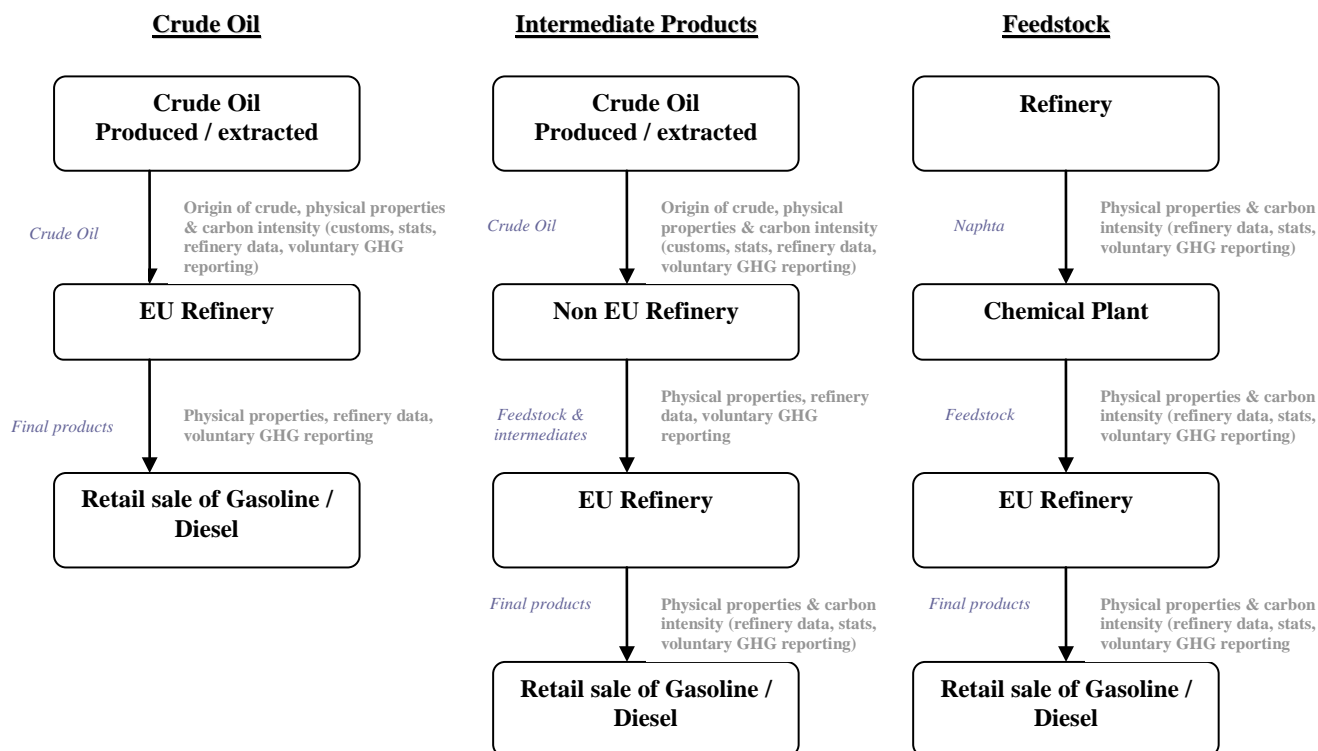 Crude Oil
Crude Oil
Produced / extracted
Crude Oil
Origin of crude, physical properties
& carbon intensity (customs, stats,
refinery data, voluntary GHG
reporting)
EU Refinery
Final products
Physical properties, refinery data,
voluntary GHG reporting
Retail sale of Gasoline /
Diesel
Intermediate Products
Crude Oil
Produced / extracted
Crude Oil
Origin of crude, physical
properties & carbon intensity
(customs, stats, refinery data,
voluntary GHG reporting)
Non EU Refinery
Feedstock &
intermediates
Physical properties, refinery
data, voluntary GHG
reporting
EU Refinery
Final products
Physical properties & carbon
intensity (refinery data, stats,
voluntary GHG reporting)
Retail sale of Gasoline /
Diesel
Feedstock
Refinery
Naphta
Physical properties & carbon
intensity (refinery data, stats,
voluntary GHG reporting)
Chemical Plant
Feedstock
Physical properties & carbon
intensity (refinery data, stats,
voluntary GHG reporting)
EU Refinery
Final products
Physical properties & carbon
intensity (refinery data, stats,
voluntary GHG reporting
Retail sale of Gasoline /
Diesel